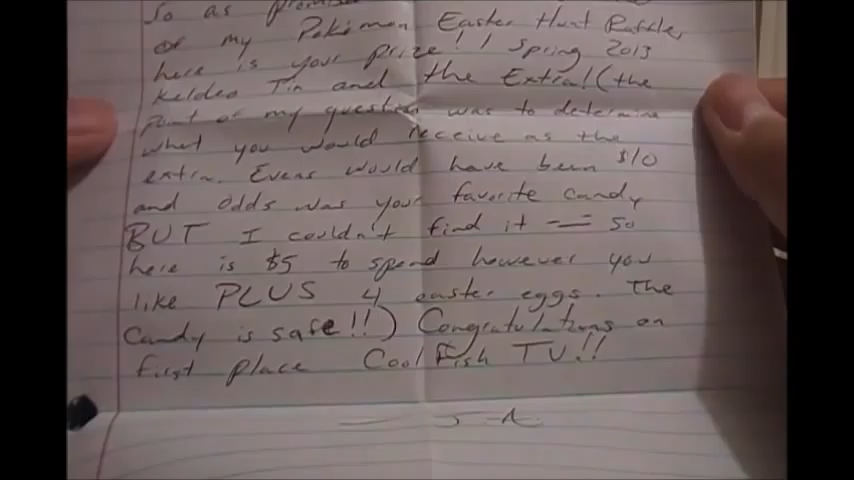 So as promised
of my Pokémon Easter Hunt Raffle,
here is your prize!! Spring 2013
Keldeo Tin and the Extra! (the
point of my question was to determine
what you would receive as the
extra. Evens would have been $10
and odds was your favorite candy
BUT I couldn't find it — so
here is $5 to spend however you
like PLUS 4 easter eggs. The
Candy is safe!!) Congratulations on
first place CoolFish TV!!